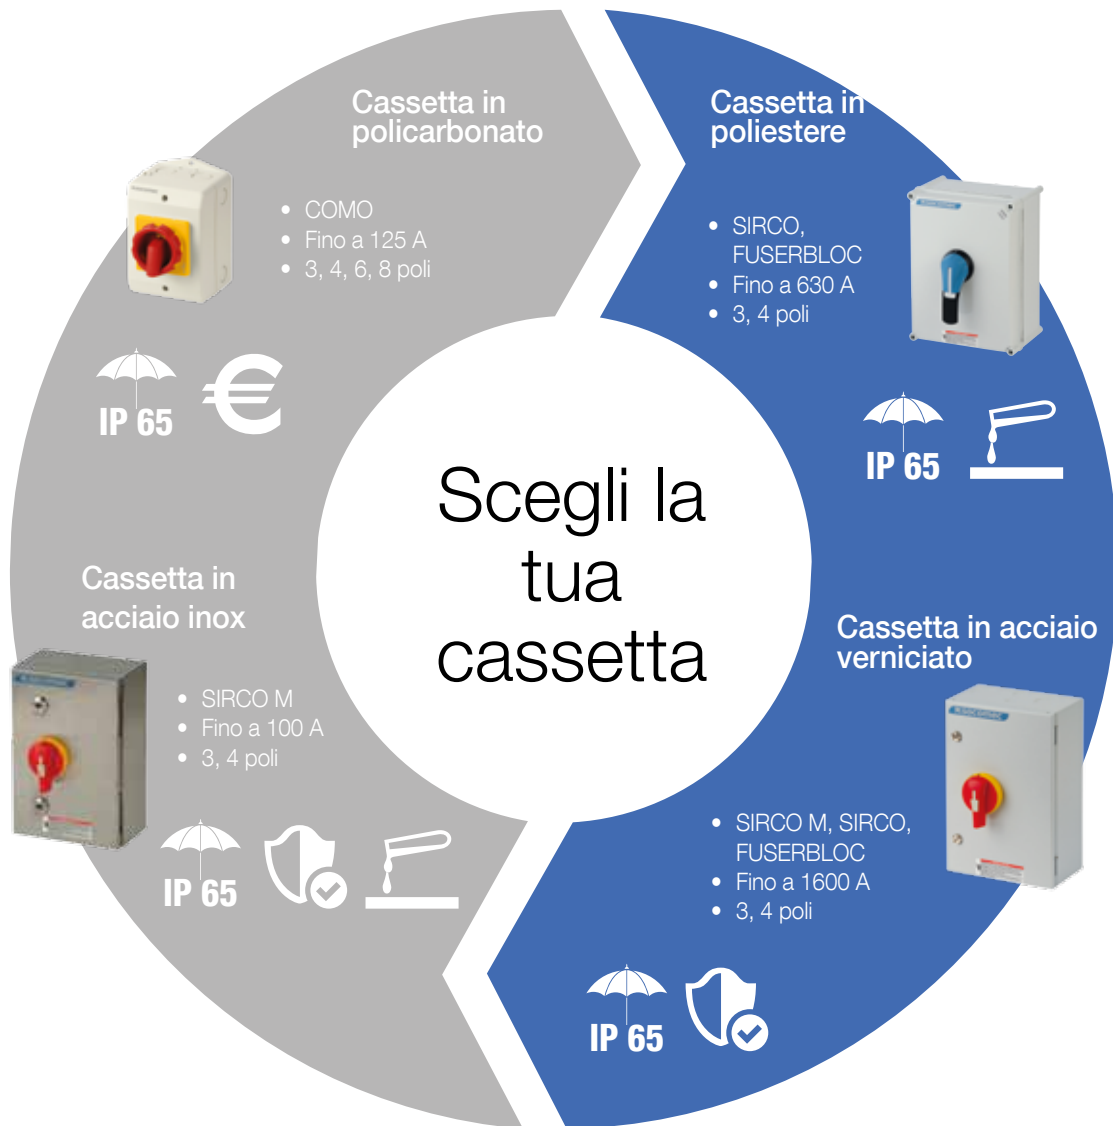 Cassetta in
policarbonato
• COMO
• Fino a 125 A
• 3, 4, 6, 8 poli
IP 65
€
Cassetta in
poliestere
• SIRCO,
FUSERBLOC
• Fino a 630 A
• 3, 4 poli
IP 65
Scegli la
tua
cassetta
Cassetta in
acciaio inox
• SIRCO M
• Fino a 100 A
• 3, 4 poli
IP 65
Cassetta in acciaio
verniciato
• SIRCO M, SIRCO,
FUSERBLOC
• Fino a 1600 A
• 3, 4 poli
IP 65